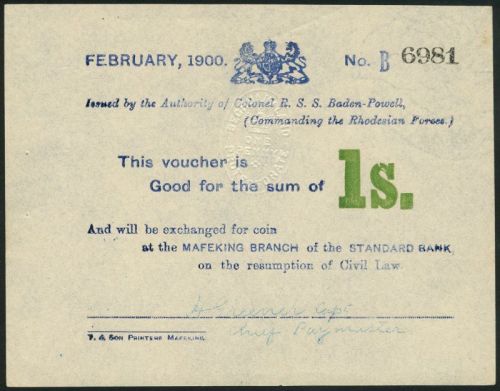 FEBRUARY, 1900. No. B 6981
Issued by the Authority of Colonel R. S. S. Baden-Powell,
(Commanding the Rhodesian Forces.)
This voucher is
Good for the sum of 1s.
And will be exchanged for coin
at the MAFEKING BRANCH of the STANDARD BANK,
on the resumption of Civil Law.
Capt
Chief Paymaster
& SON PRINTERS MAFEKING.